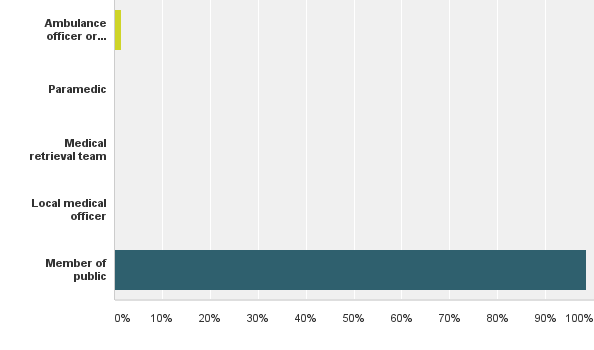 Ambulance
officer or...
Paramedic
Medical
retrieval team
Local medical
officer
Member of
public
0% 10% 20% 30% 40% 50% 60% 70% 80% 90% 100%